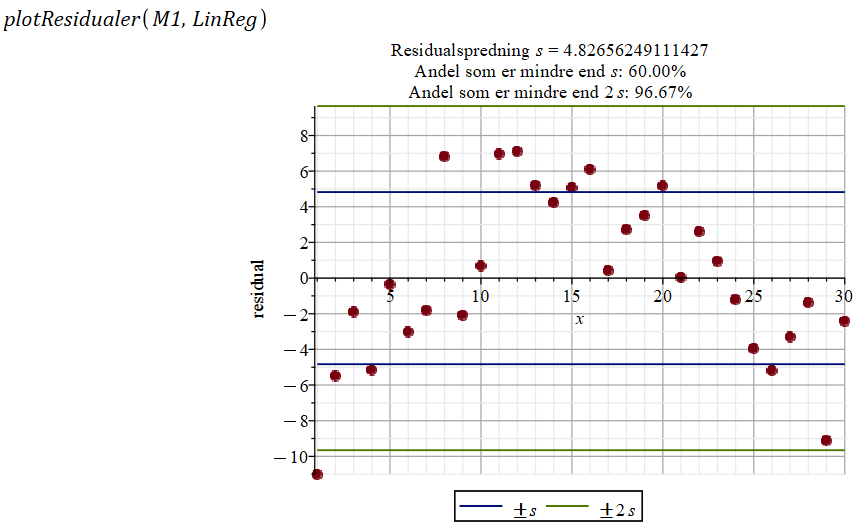 plotResidualer(M1, LinReg)
Residualspredning s = 4.82656249111427
Andel som er mindre end s: 60.00%
Andel som er mindre end 2 s: 96.67%
residual
8
6
4
2
0
−2
−4
−6
−8
−10
5 10 15 20 25 30
x
±s ±2 s